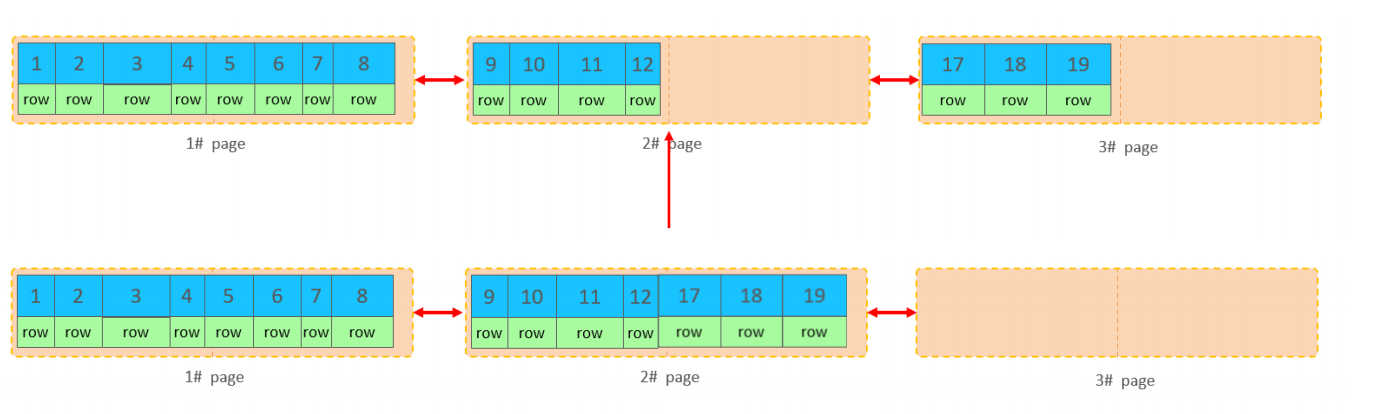 1 2 3 4 5 6 7 8
row row row row row row row row
1# page
9 10 11 12
row row row row
2# page
17 18 19
row row row
3# page
1 2 3 4 5 6 7 8
row row row row row row row row
1# page
9 10 11 12 17 18 19
row row row row row row row
2# page
3# page